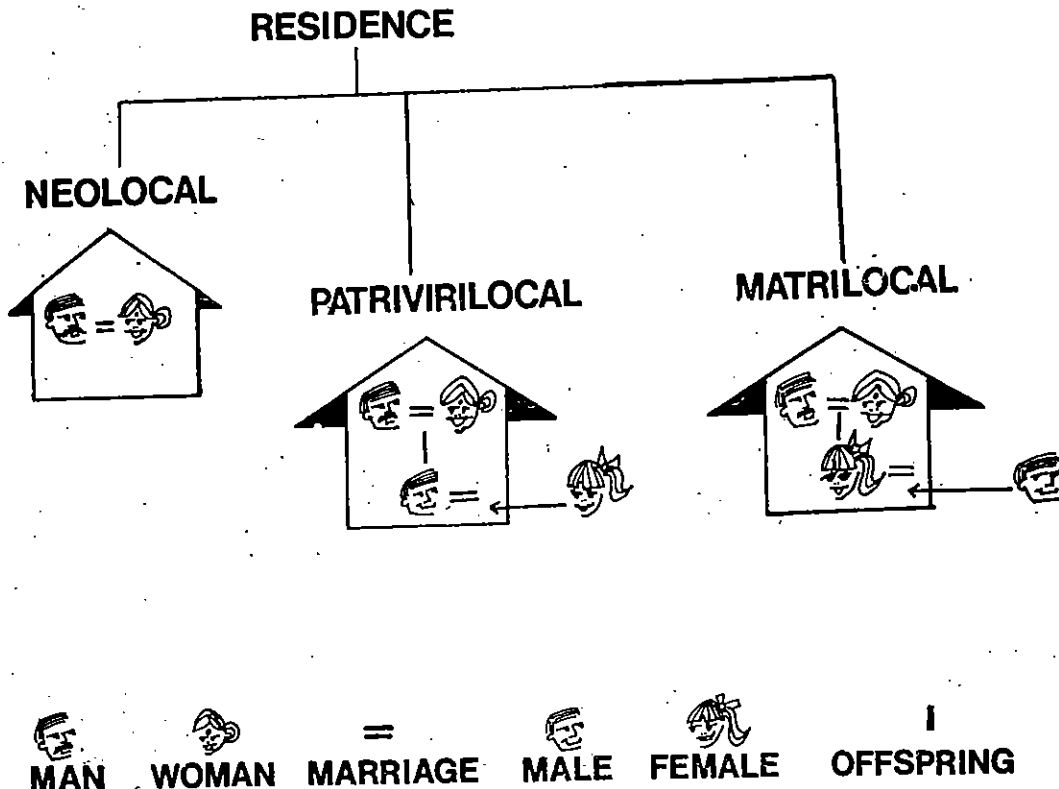 RESIDENCE
NEOLOCAL
PATRIVIRILOCAL
MATRILOCAL
= =
=
= =
= I
MAN WOMAN MARRIAGE MALE FEMALE OFFSPRING